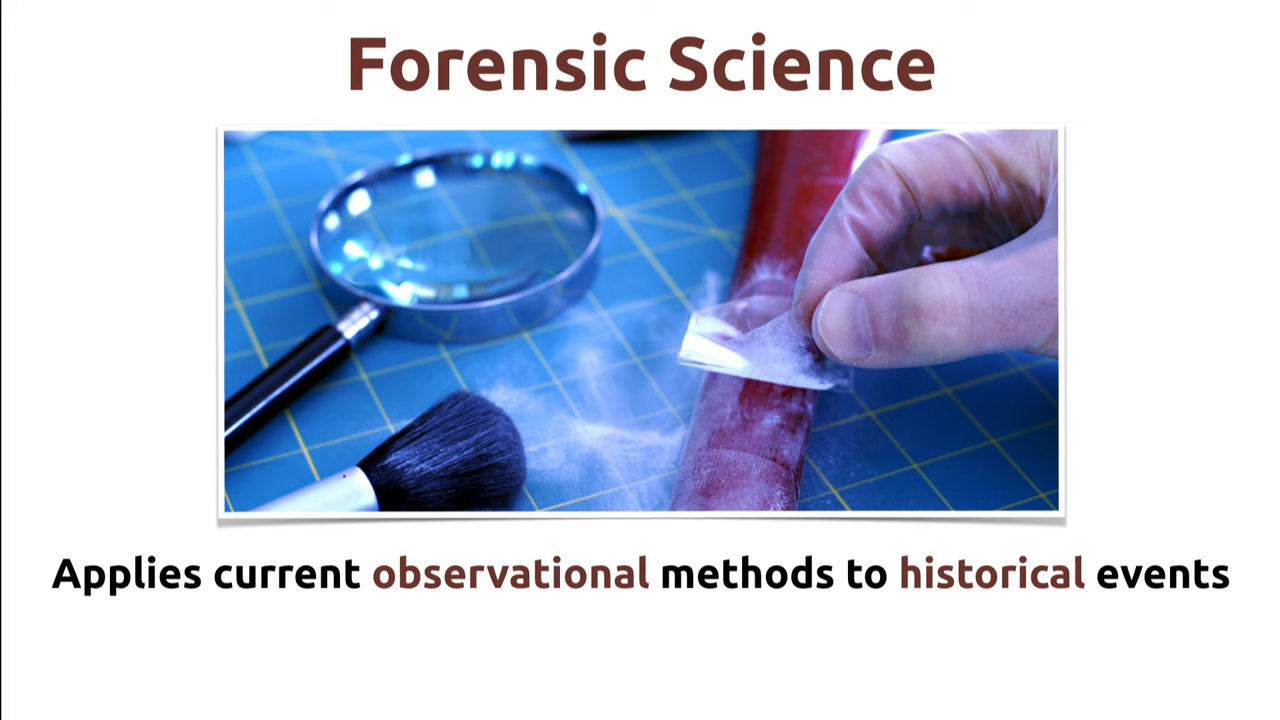 Forensic Science
Applies current observational methods to historical events